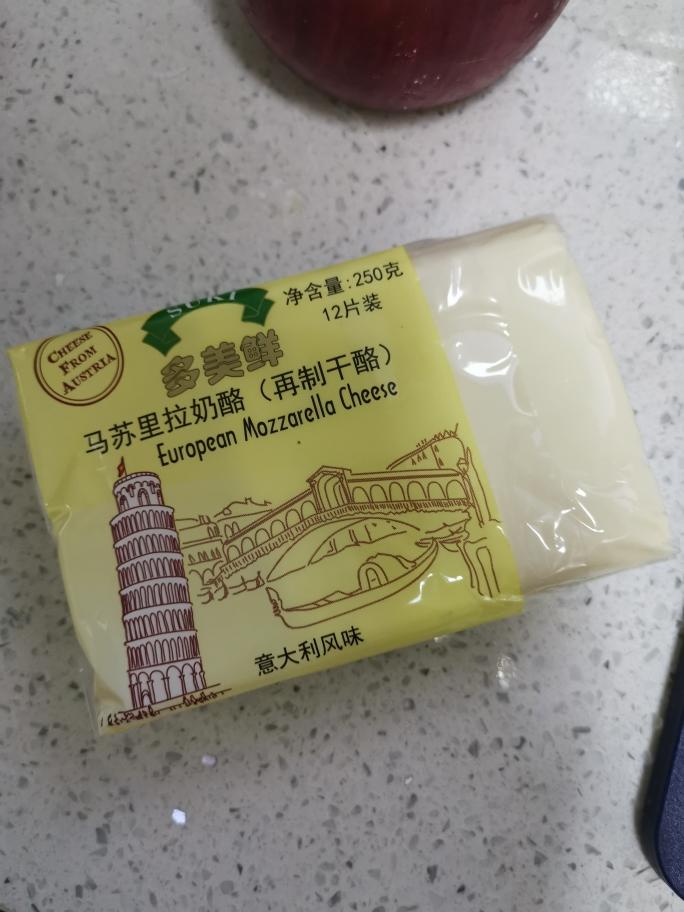 SUKI
多美鲜
净含量:250克
12片装
CHEESE
FROM
AUSTRIA
马苏里拉奶酪（再制干酪）
European Mozzarella Cheese
意大利风味